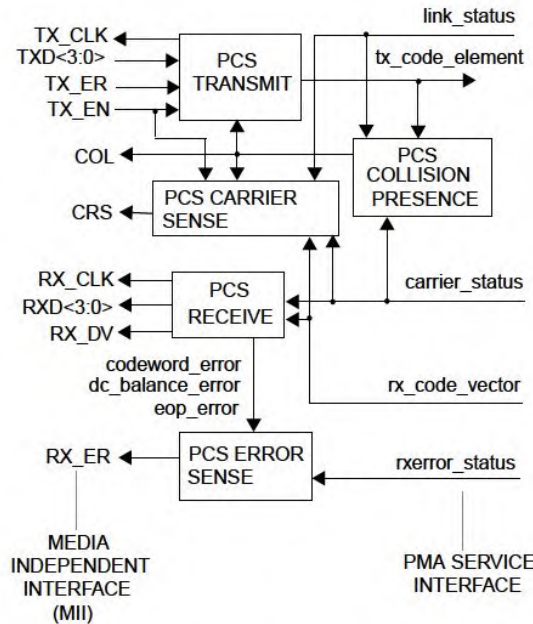 link_status
TX_CLK
TXD<3:0>
TX_ER
TX_EN
PCS
TRANSMIT
tx_code_element
COL
PCS
COLLISION
PRESENCE
CRS
PCS CARRIER
SENSE
RX_CLK
RXD<3:0>
RX_DV
PCS
RECEIVE
carrier_status
codeword_error
dc_balance_error
eop_error
rx_code_vector
RX_ER
PCS ERROR
SENSE
rxerror_status
MEDIA
INDEPENDENT
INTERFACE
(MII)
PMA SERVICE
INTERFACE